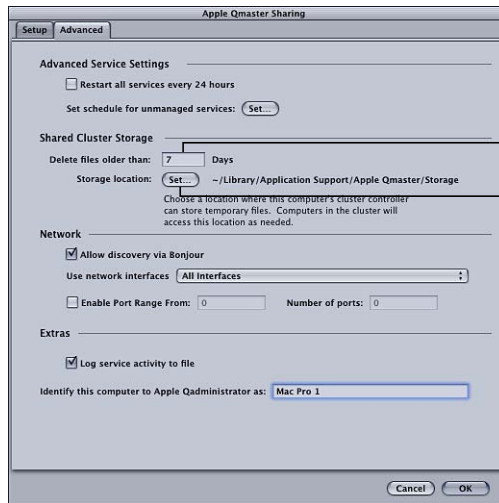 Apple Qmaster Sharing
Setup Advanced
Advanced Service Settings
Restart all services every 24 hours
Set schedule for unmanaged services: Set...
Shared Cluster Storage
Delete files older than: 7 Days
Storage location: Set... ~/Library/Application Support/Apple Qmaster/Storage
Choose a location where this computer's cluster controller
can store temporary files. Computers in the cluster will
access this location as needed.
Network
Allow discovery via Bonjour
Use network interfaces All Interfaces
Enable Port Range From: 0 Number of ports: 0
Extras
Log service activity to file
Identify this computer to Apple Qadministrator as: Mac Pro 1
Cancel OK